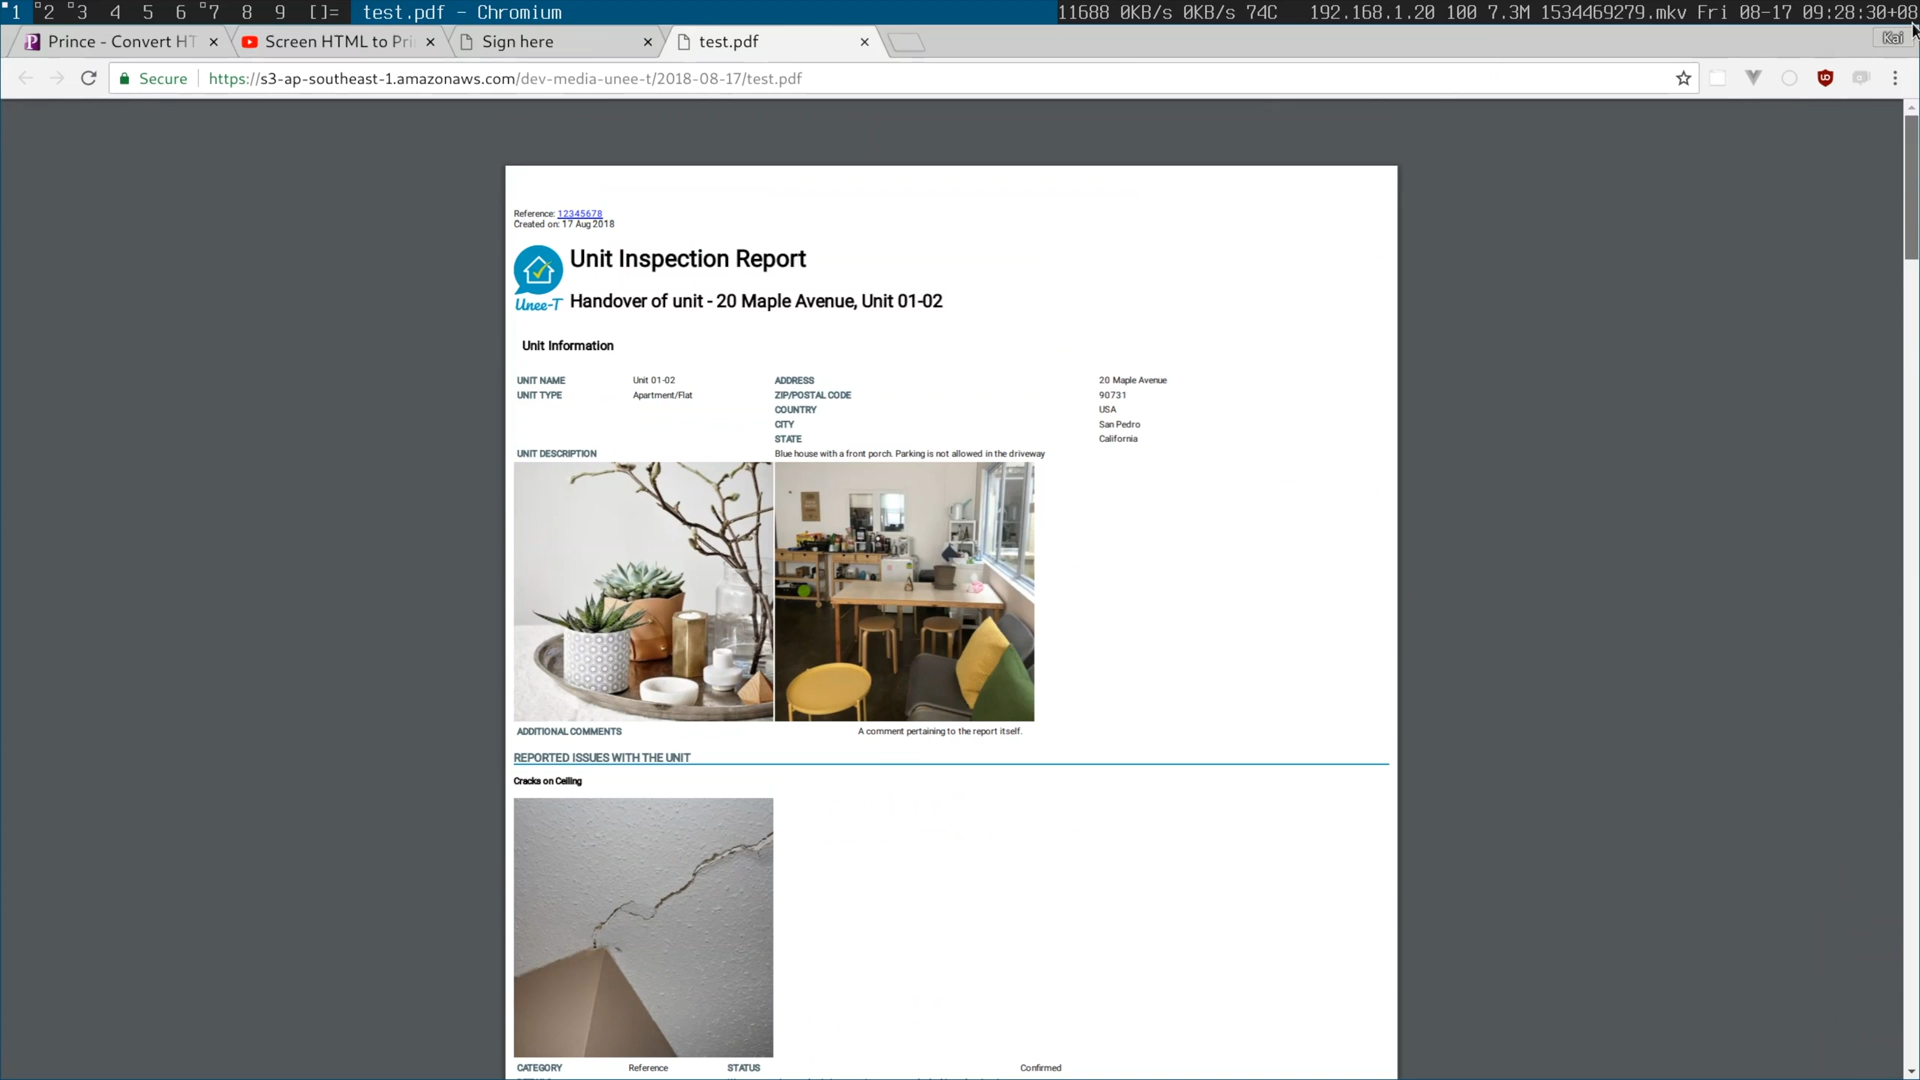 1 2 3 4 5 6 7 8 9 []= test.pdf - Chromium 11688 0KB/s 0KB/s 74C 192.168.1.20 100 7.3M 1534469279.mkv Fri 08-17 09:28:30+08
Prince - Convert HT Screen HTML to Pri Sign here test.pdf Kai
Secure https://s3-ap-southeast-1.amazonaws.com/dev-media-unee-t/2018-08-17/test.pdf
Reference: 12345678
Created on: 17 Aug 2018
Unit Inspection Report
Unee-T Handover of unit - 20 Maple Avenue, Unit 01-02
Unit Information
UNIT NAME Unit 01-02 ADDRESS 20 Maple Avenue
UNIT TYPE Apartment/Flat ZIP/POSTAL CODE 90731
COUNTRY USA
CITY San Pedro
STATE California
UNIT DESCRIPTION Blue house with a front porch. Parking is not allowed in the driveway
ADDITIONAL COMMENTS A comment pertaining to the report itself.
REPORTED ISSUES WITH THE UNIT
Cracks on Ceiling
CATEGORY Reference STATUS Confirmed